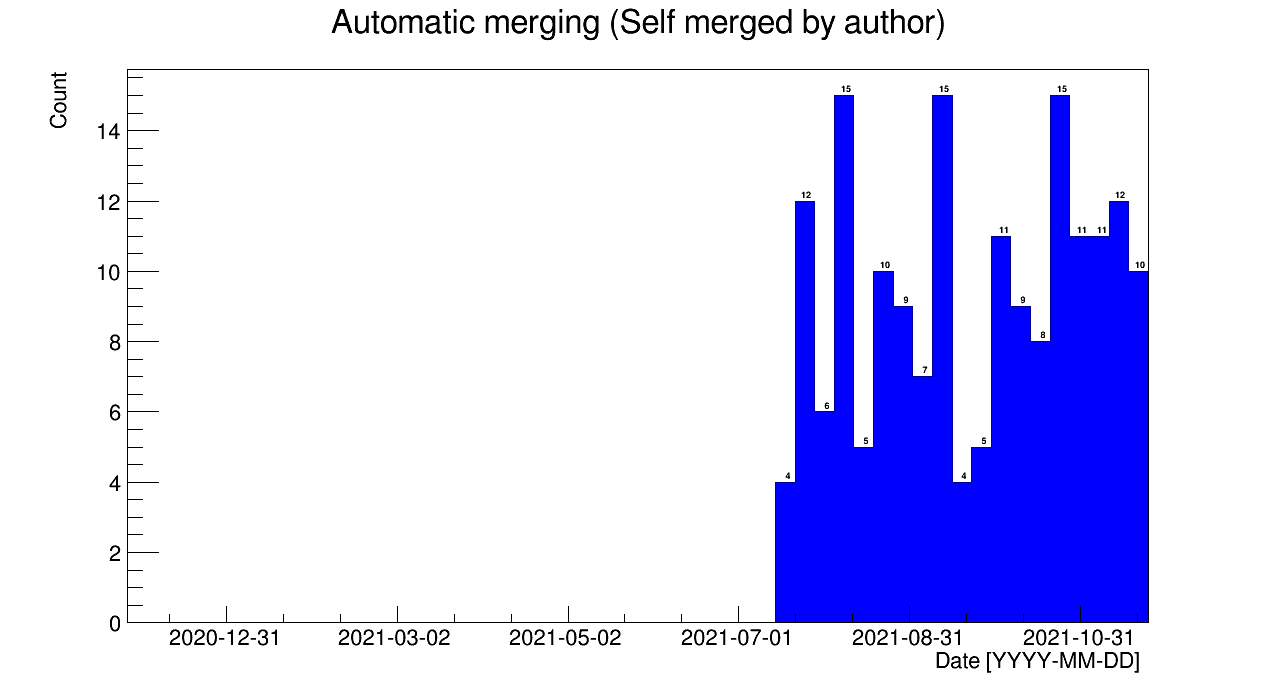 Automatic merging (Self merged by author)
Count
14
12
10
8
6
4
2
0
4 12 6 15 5 10 9 7 15 4 5 11 9 8 15 11 11 12 10
2020-12-31 2021-03-02 2021-05-02 2021-07-01 2021-08-31 2021-10-31
Date [YYYY-MM-DD]